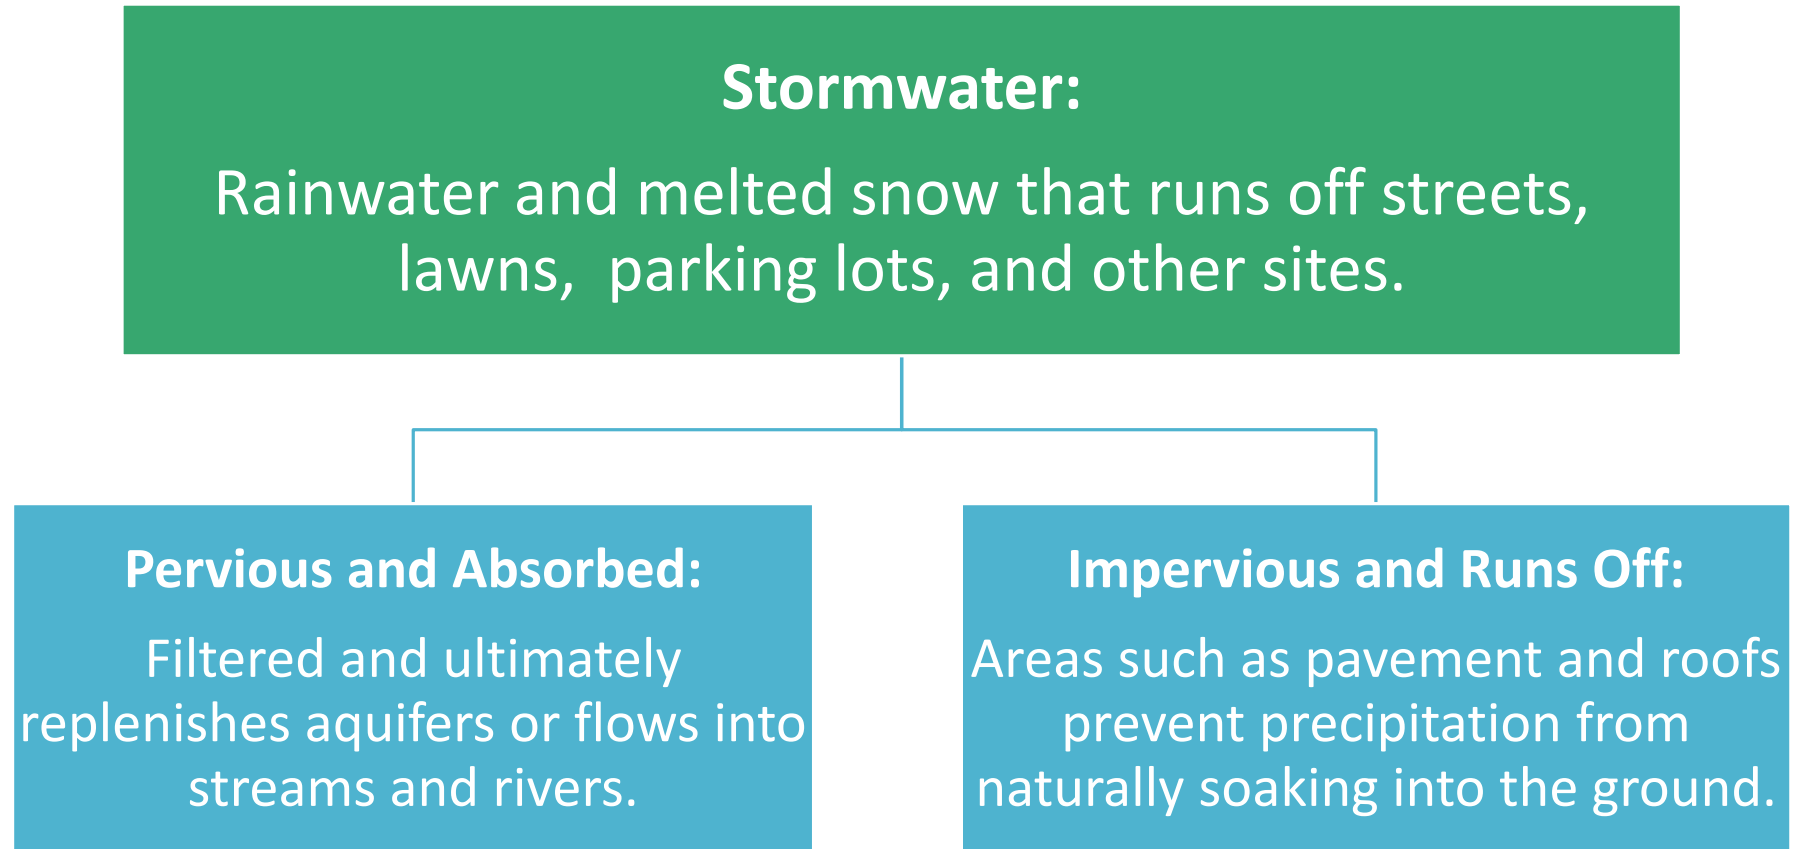 Stormwater:
Rainwater and melted snow that runs off streets,
lawns,  parking lots, and other sites.
Pervious and Absorbed:
Filtered and ultimately
replenishes aquifers or flows into
streams and rivers.
Impervious and Runs Off:
Areas such as pavement and roofs
prevent precipitation from
naturally soaking into the ground.